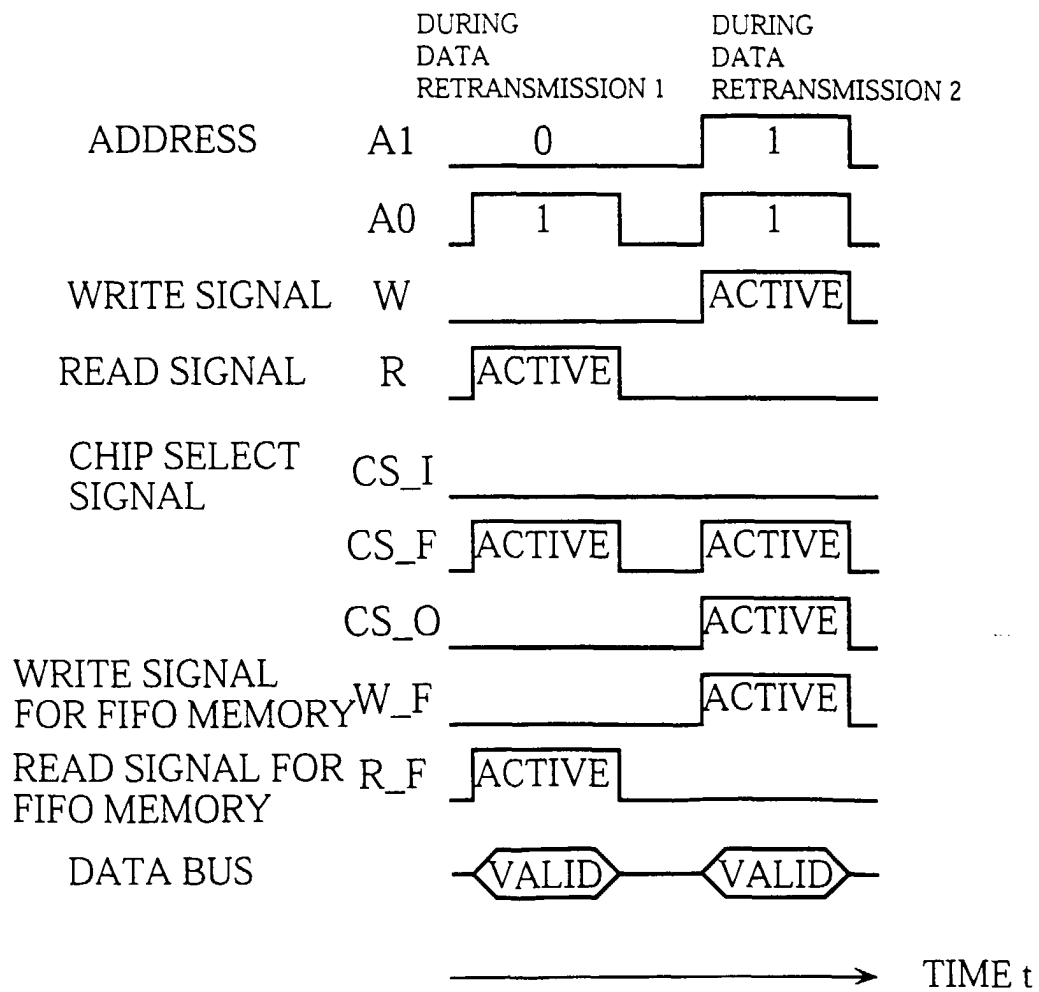 DURING DATA RETRANSMISSION 1
DURING DATA RETRANSMISSION 2
ADDRESS A1 0 1
A0 1 1
WRITE SIGNAL W ACTIVE
READ SIGNAL R ACTIVE
CHIP SELECT
SIGNAL CS_I
CS_F ACTIVE ACTIVE
CS_O ACTIVE
WRITE SIGNAL
FOR FIFO MEMORY W_F ACTIVE
READ SIGNAL FOR R_F ACTIVE
FIFO MEMORY
DATA BUS VALID VALID
TIME t